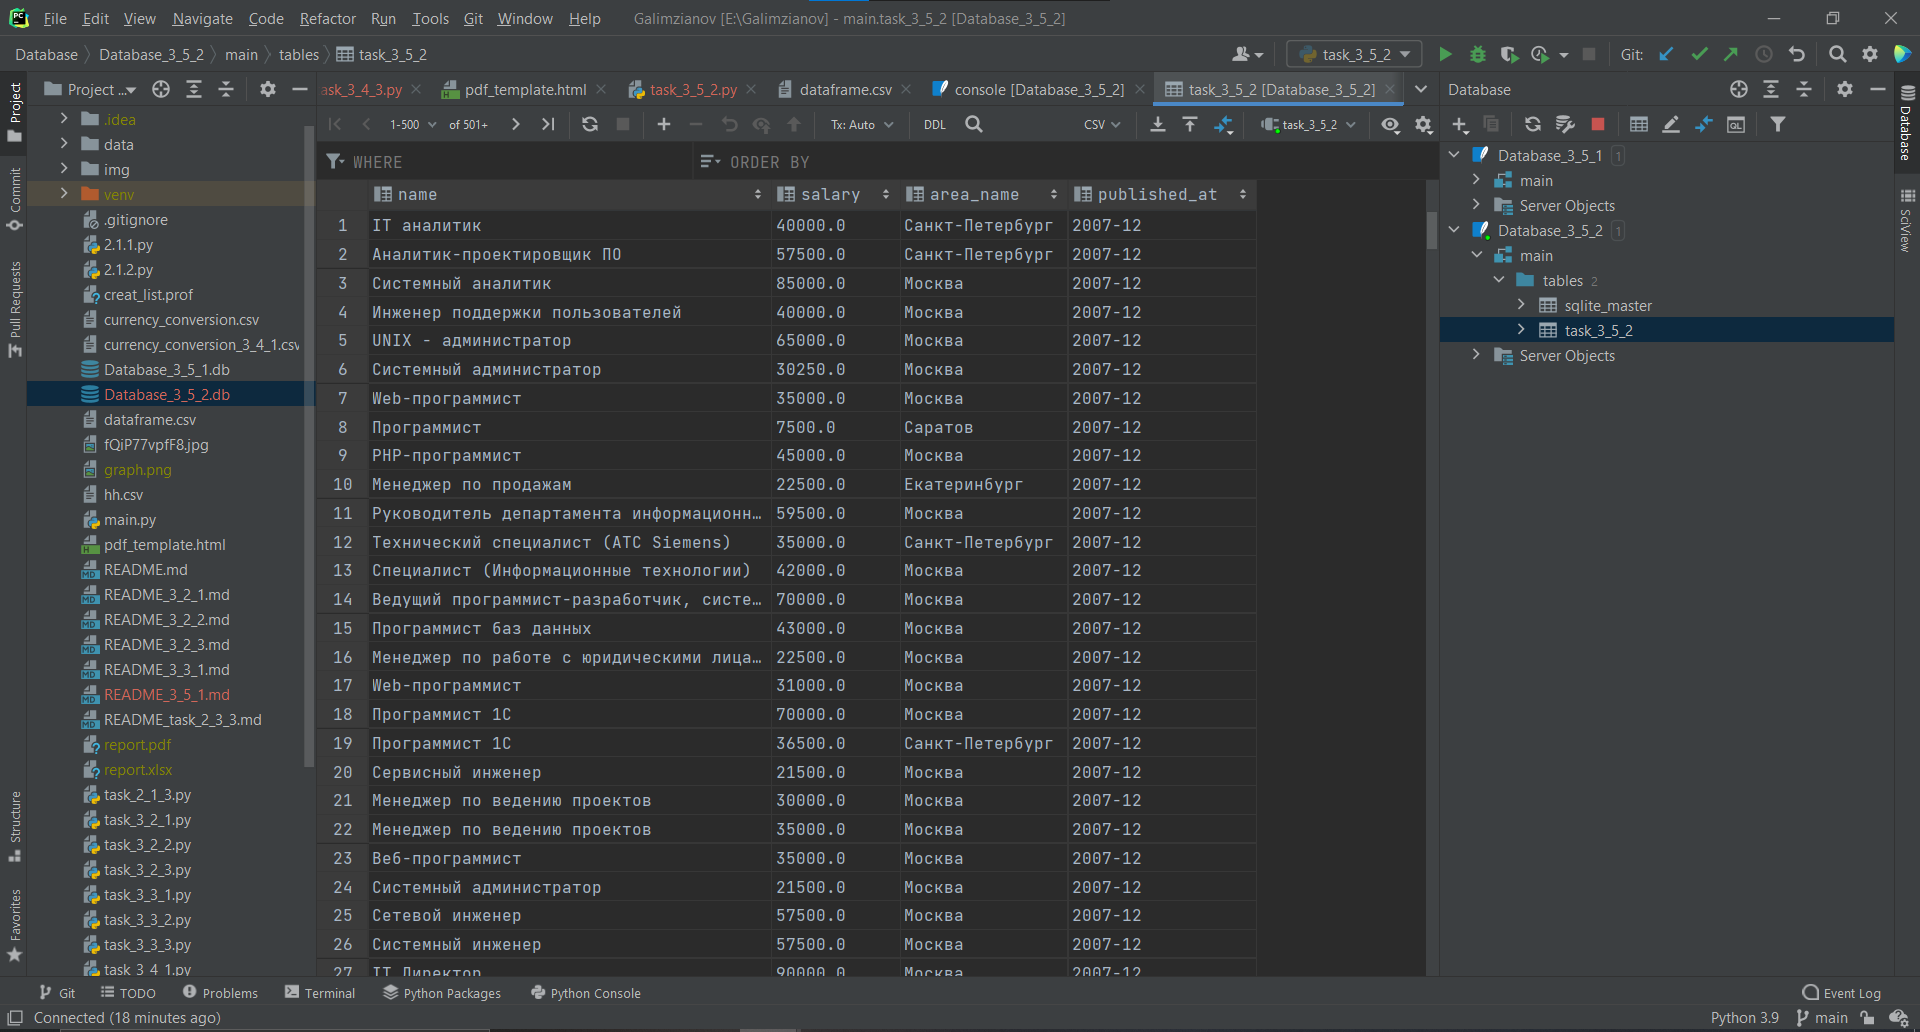 File Edit View Navigate Code Refactor Run Tools Git Window Help Galimzianov [E:\Galimzianov] - main.task_3_5_2 [Database_3_5_2]
Database Database_3_5_2 main tables task_3_5_2 task_3_5_2 Git:
Project ...
ask_3_4_3.py pdf_template.html task_3_5_2.py dataframe.csv console [Database_3_5_2] task_3_5_2 [Database_3_5_2]
Database
1-500 of 501+ Tx: Auto DDL CSV task_3_5_2
WHERE ORDER BY
name salary area_name published_at
1 IT аналитик 40000.0 Санкт-Петербург 2007-12
2 Аналитик-проектировщик ПО 57500.0 Санкт-Петербург 2007-12
3 Системный аналитик 85000.0 Москва 2007-12
4 Инженер поддержки пользователей 40000.0 Москва 2007-12
5 UNIX - администратор 65000.0 Москва 2007-12
6 Системный администратор 30250.0 Москва 2007-12
7 Web-программист 35000.0 Москва 2007-12
8 Программист 7500.0 Саратов 2007-12
9 PHP-программист 45000.0 Москва 2007-12
10 Менеджер по продажам 22500.0 Екатеринбург 2007-12
11 Руководитель департамента информационн… 59500.0 Москва 2007-12
12 Технический специалист (АТС Siemens) 35000.0 Санкт-Петербург 2007-12
13 Специалист (Информационные технологии) 42000.0 Москва 2007-12
14 Ведущий программист-разработчик, систе… 70000.0 Москва 2007-12
15 Программист баз данных 43000.0 Москва 2007-12
16 Менеджер по работе с юридическими лица… 22500.0 Москва 2007-12
17 Web-программист 31000.0 Москва 2007-12
18 Программист 1С 70000.0 Москва 2007-12
19 Программист 1С 36500.0 Санкт-Петербург 2007-12
20 Сервисный инженер 21500.0 Москва 2007-12
21 Менеджер по ведению проектов 30000.0 Москва 2007-12
22 Менеджер по ведению проектов 35000.0 Москва 2007-12
23 Веб-программист 35000.0 Москва 2007-12
24 Системный администратор 21500.0 Москва 2007-12
25 Сетевой инженер 57500.0 Москва 2007-12
26 Системный инженер 57500.0 Москва 2007-12
27 IT Директор 90000.0 Москва 2007-12
.idea
data
img
venv
.gitignore
2.1.1.py
2.1.2.py
creat_list.prof
currency_conversion.csv
currency_conversion_3_4_1.csv
Database_3_5_1.db
Database_3_5_2.db
dataframe.csv
fQiP77vpfF8.jpg
graph.png
hh.csv
main.py
pdf_template.html
README.md
README_3_2_1.md
README_3_2_2.md
README_3_2_3.md
README_3_3_1.md
README_3_5_1.md
README_task_2_3_3.md
report.pdf
report.xlsx
task_2_1_3.py
task_3_2_1.py
task_3_2_2.py
task_3_2_3.py
task_3_3_1.py
task_3_3_2.py
task_3_3_3.py
task_3_4_1.py
Database_3_5_1 1
main
Server Objects
Database_3_5_2 1
main
tables 2
sqlite_master
task_3_5_2
Server Objects
Project
Commit
Pull Requests
Structure
Favorites
Database
SciView
QL
Git TODO Problems Terminal Python Packages Python Console Event Log
Connected (18 minutes ago) Python 3.9 main